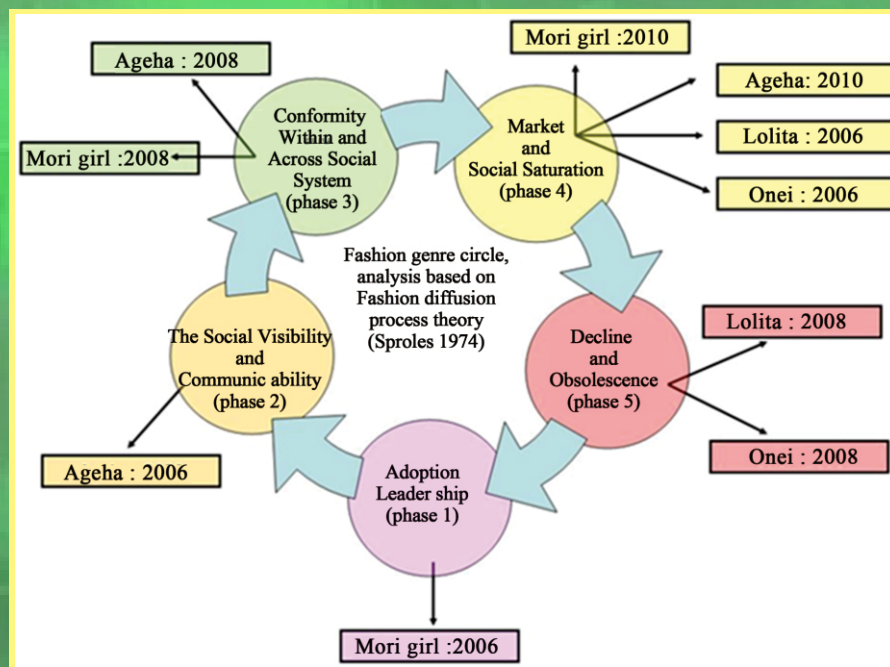 Mori girl :2010
Ageha : 2008
Ageha: 2010
Conformity
Within and
Across Social
System
(phase 3)
Market
and
Social Saturation
(phase 4)
Lolita : 2006
Mori girl :2008
Onei : 2006
Fashion genre circle,
analysis based on
Fashion diffusion
process theory
(Sproles 1974)
Lolita : 2008
The Social Visibility
and
Communic ability
(phase 2)
Decline
and
Obsolescence
(phase 5)
Onei : 2008
Ageha : 2006
Adoption
Leader ship
(phase 1)
Mori girl :2006